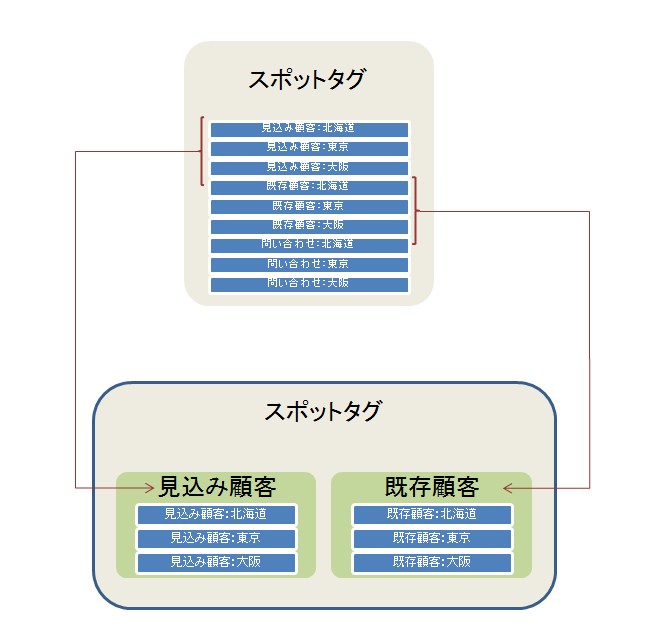 スポットタグ
見込み顧客:北海道
見込み顧客:東京
見込み顧客:大阪
既存顧客:北海道
既存顧客:東京
既存顧客:大阪
問い合わせ:北海道
問い合わせ:東京
問い合わせ:大阪
スポットタグ
見込み顧客
見込み顧客:北海道
見込み顧客:東京
見込み顧客:大阪
既存顧客
既存顧客:北海道
既存顧客:東京
既存顧客:大阪